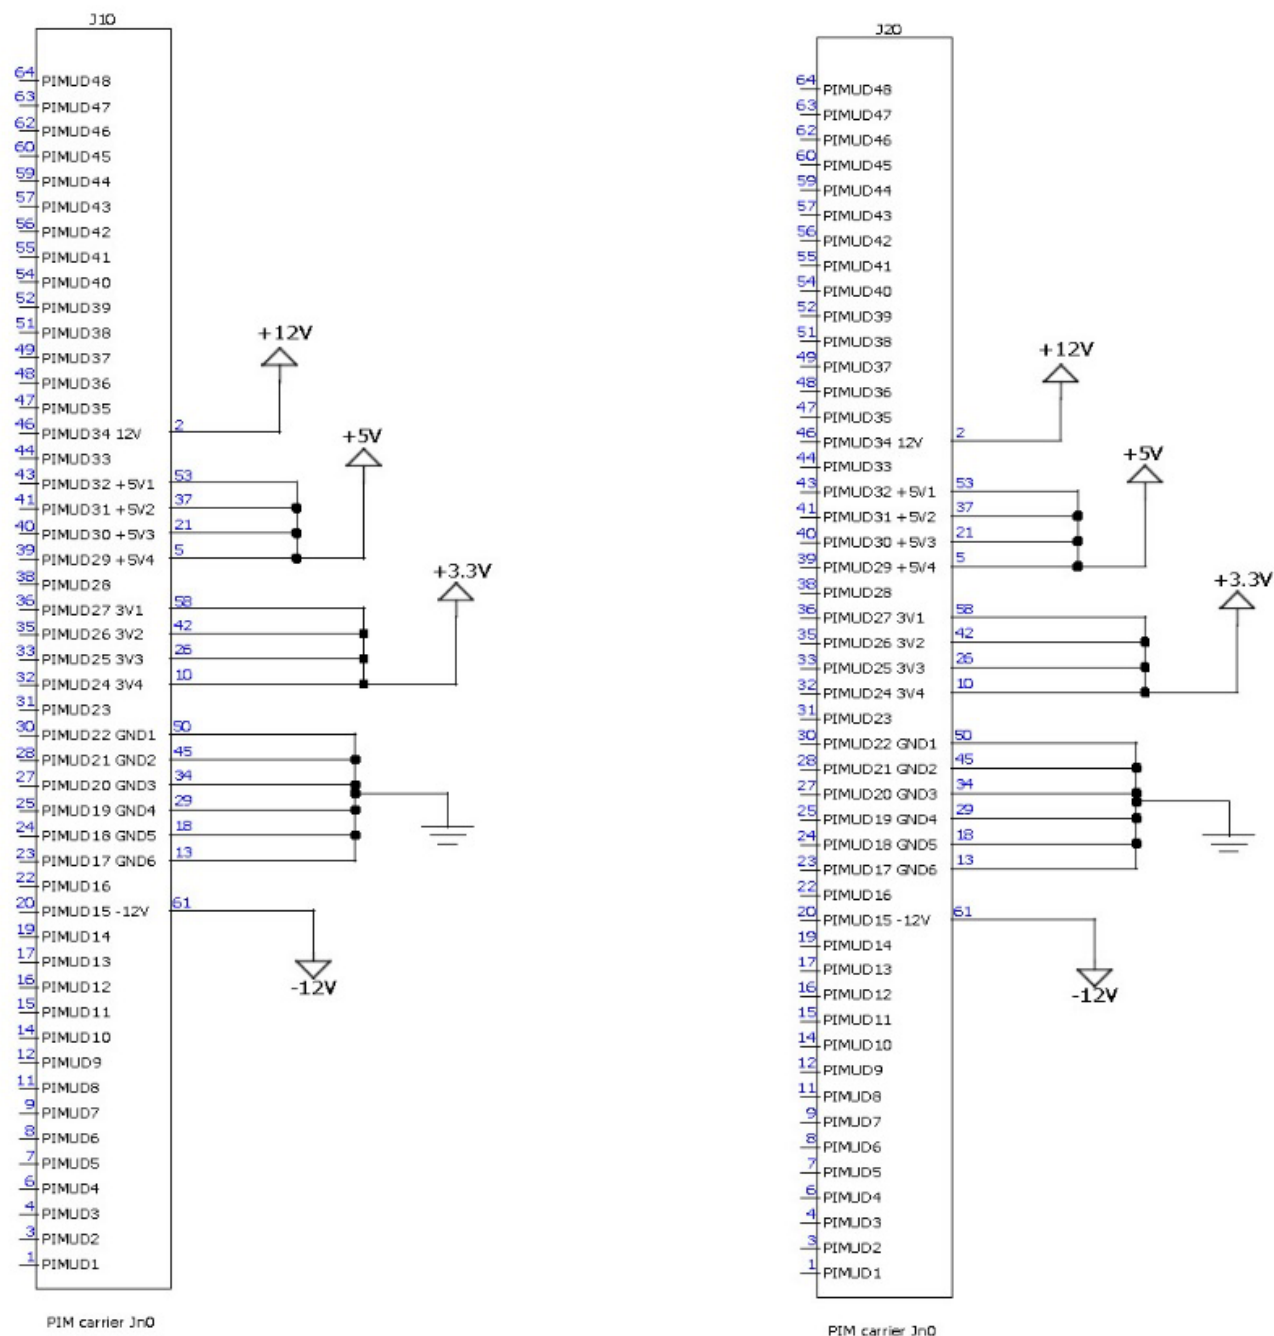 J10
64 PIMUD48
63 PIMUD47
62 PIMUD46
60 PIMUD45
59 PIMUD44
57 PIMUD43
56 PIMUD42
55 PIMUD41
54 PIMUD40
52 PIMUD39
51 PIMUD38
+12V
49 PIMUD37
48 PIMUD36
47 PIMUD35
46 PIMUD34 12V 2
+5V
44 PIMUD33
43 PIMUD32 +5V1 53
41 PIMUD31 +5V2 37
40 PIMUD30 +5V3 21
39 PIMUD29 +5V4 5
+3.3V
38 PIMUD28
36 PIMUD27 3V1 58
35 PIMUD26 3V2 42
33 PIMUD25 3V3 26
32 PIMUD24 3V4 10
31 PIMUD23
30 PIMUD22 GND1 50
28 PIMUD21 GND2 45
27 PIMUD20 GND3 34
25 PIMUD19 GND4 29
24 PIMUD18 GND5 18
23 PIMUD17 GND6 13
22 PIMUD16
20 PIMUD15 -12V 61
19 PIMUD14
17 PIMUD13
16 PIMUD12
-12V
15 PIMUD11
14 PIMUD10
12 PIMUD9
11 PIMUD8
9 PIMUD7
8 PIMUD6
7 PIMUD5
6 PIMUD4
4 PIMUD3
3 PIMUD2
1 PIMUD1
PIM carrier Jn0
J20
64 PIMUD48
63 PIMUD47
62 PIMUD46
60 PIMUD45
59 PIMUD44
57 PIMUD43
56 PIMUD42
55 PIMUD41
54 PIMUD40
52 PIMUD39
51 PIMUD38
+12V
49 PIMUD37
48 PIMUD36
47 PIMUD35
46 PIMUD34 12V 2
+5V
44 PIMUD33
43 PIMUD32 +5V1 53
41 PIMUD31 +5V2 37
40 PIMUD30 +5V3 21
39 PIMUD29 +5V4 5
+3.3V
38 PIMUD28
36 PIMUD27 3V1 58
35 PIMUD26 3V2 42
33 PIMUD25 3V3 26
32 PIMUD24 3V4 10
31 PIMUD23
30 PIMUD22 GND1 50
28 PIMUD21 GND2 45
27 PIMUD20 GND3 34
25 PIMUD19 GND4 29
24 PIMUD18 GND5 18
23 PIMUD17 GND6 13
22 PIMUD16
20 PIMUD15 -12V 61
19 PIMUD14
17 PIMUD13
16 PIMUD12
-12V
15 PIMUD11
14 PIMUD10
12 PIMUD9
11 PIMUD8
9 PIMUD7
8 PIMUD6
7 PIMUD5
6 PIMUD4
4 PIMUD3
3 PIMUD2
1 PIMUD1
PIM carrier Jn0